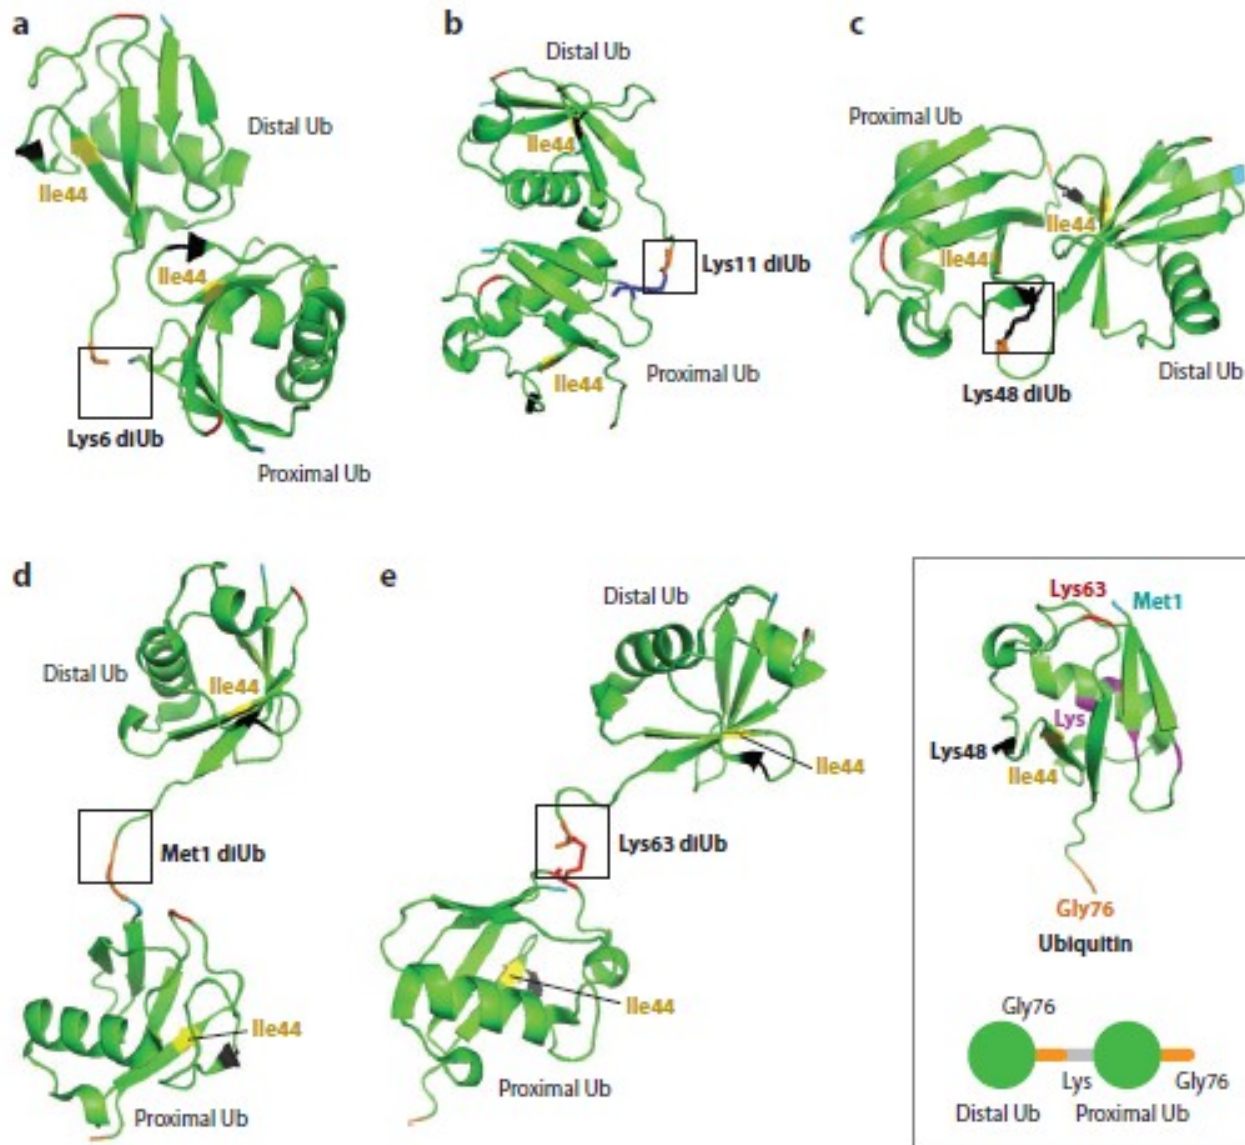 a
Distal Ub
Ile44
Ile44
Lys6 diUb
Proximal Ub
b
Distal Ub
Ile44
Lys11 diUb
Proximal Ub
Ile44
c
Proximal Ub
Ile44
Ile44
Lys48 diUb
Distal Ub
d
Distal Ub
Ile44
Met1 diUb
Ile44
Proximal Ub
e
Distal Ub
Ile44
Lys63 diUb
Ile44
Proximal Ub
Lys63
Met1
Lys
Lys48
Ile44
Gly76
Ubiquitin
Gly76
Lys
Gly76
Distal Ub
Proximal Ub